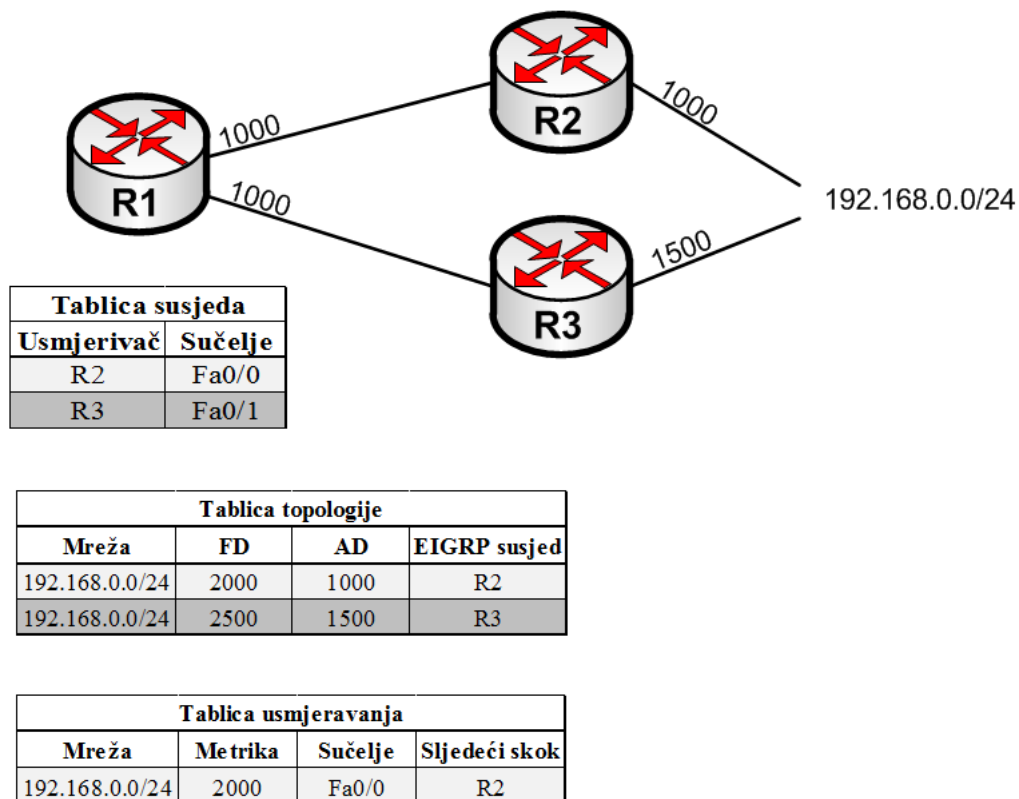 R2
1000
1000
R1
1000
192.168.0.0/24
1500
R3
Tablica susjeda
Usmjerivač Sučelje
R2 Fa0/0
R3 Fa0/1
Tablica topologije
Mreža FD AD EIGRP susjed
192.168.0.0/24 2000 1000 R2
192.168.0.0/24 2500 1500 R3
Tablica usmjeravanja
Mreža Metrika Sučelje Sljedeći skok
192.168.0.0/24 2000 Fa0/0 R2